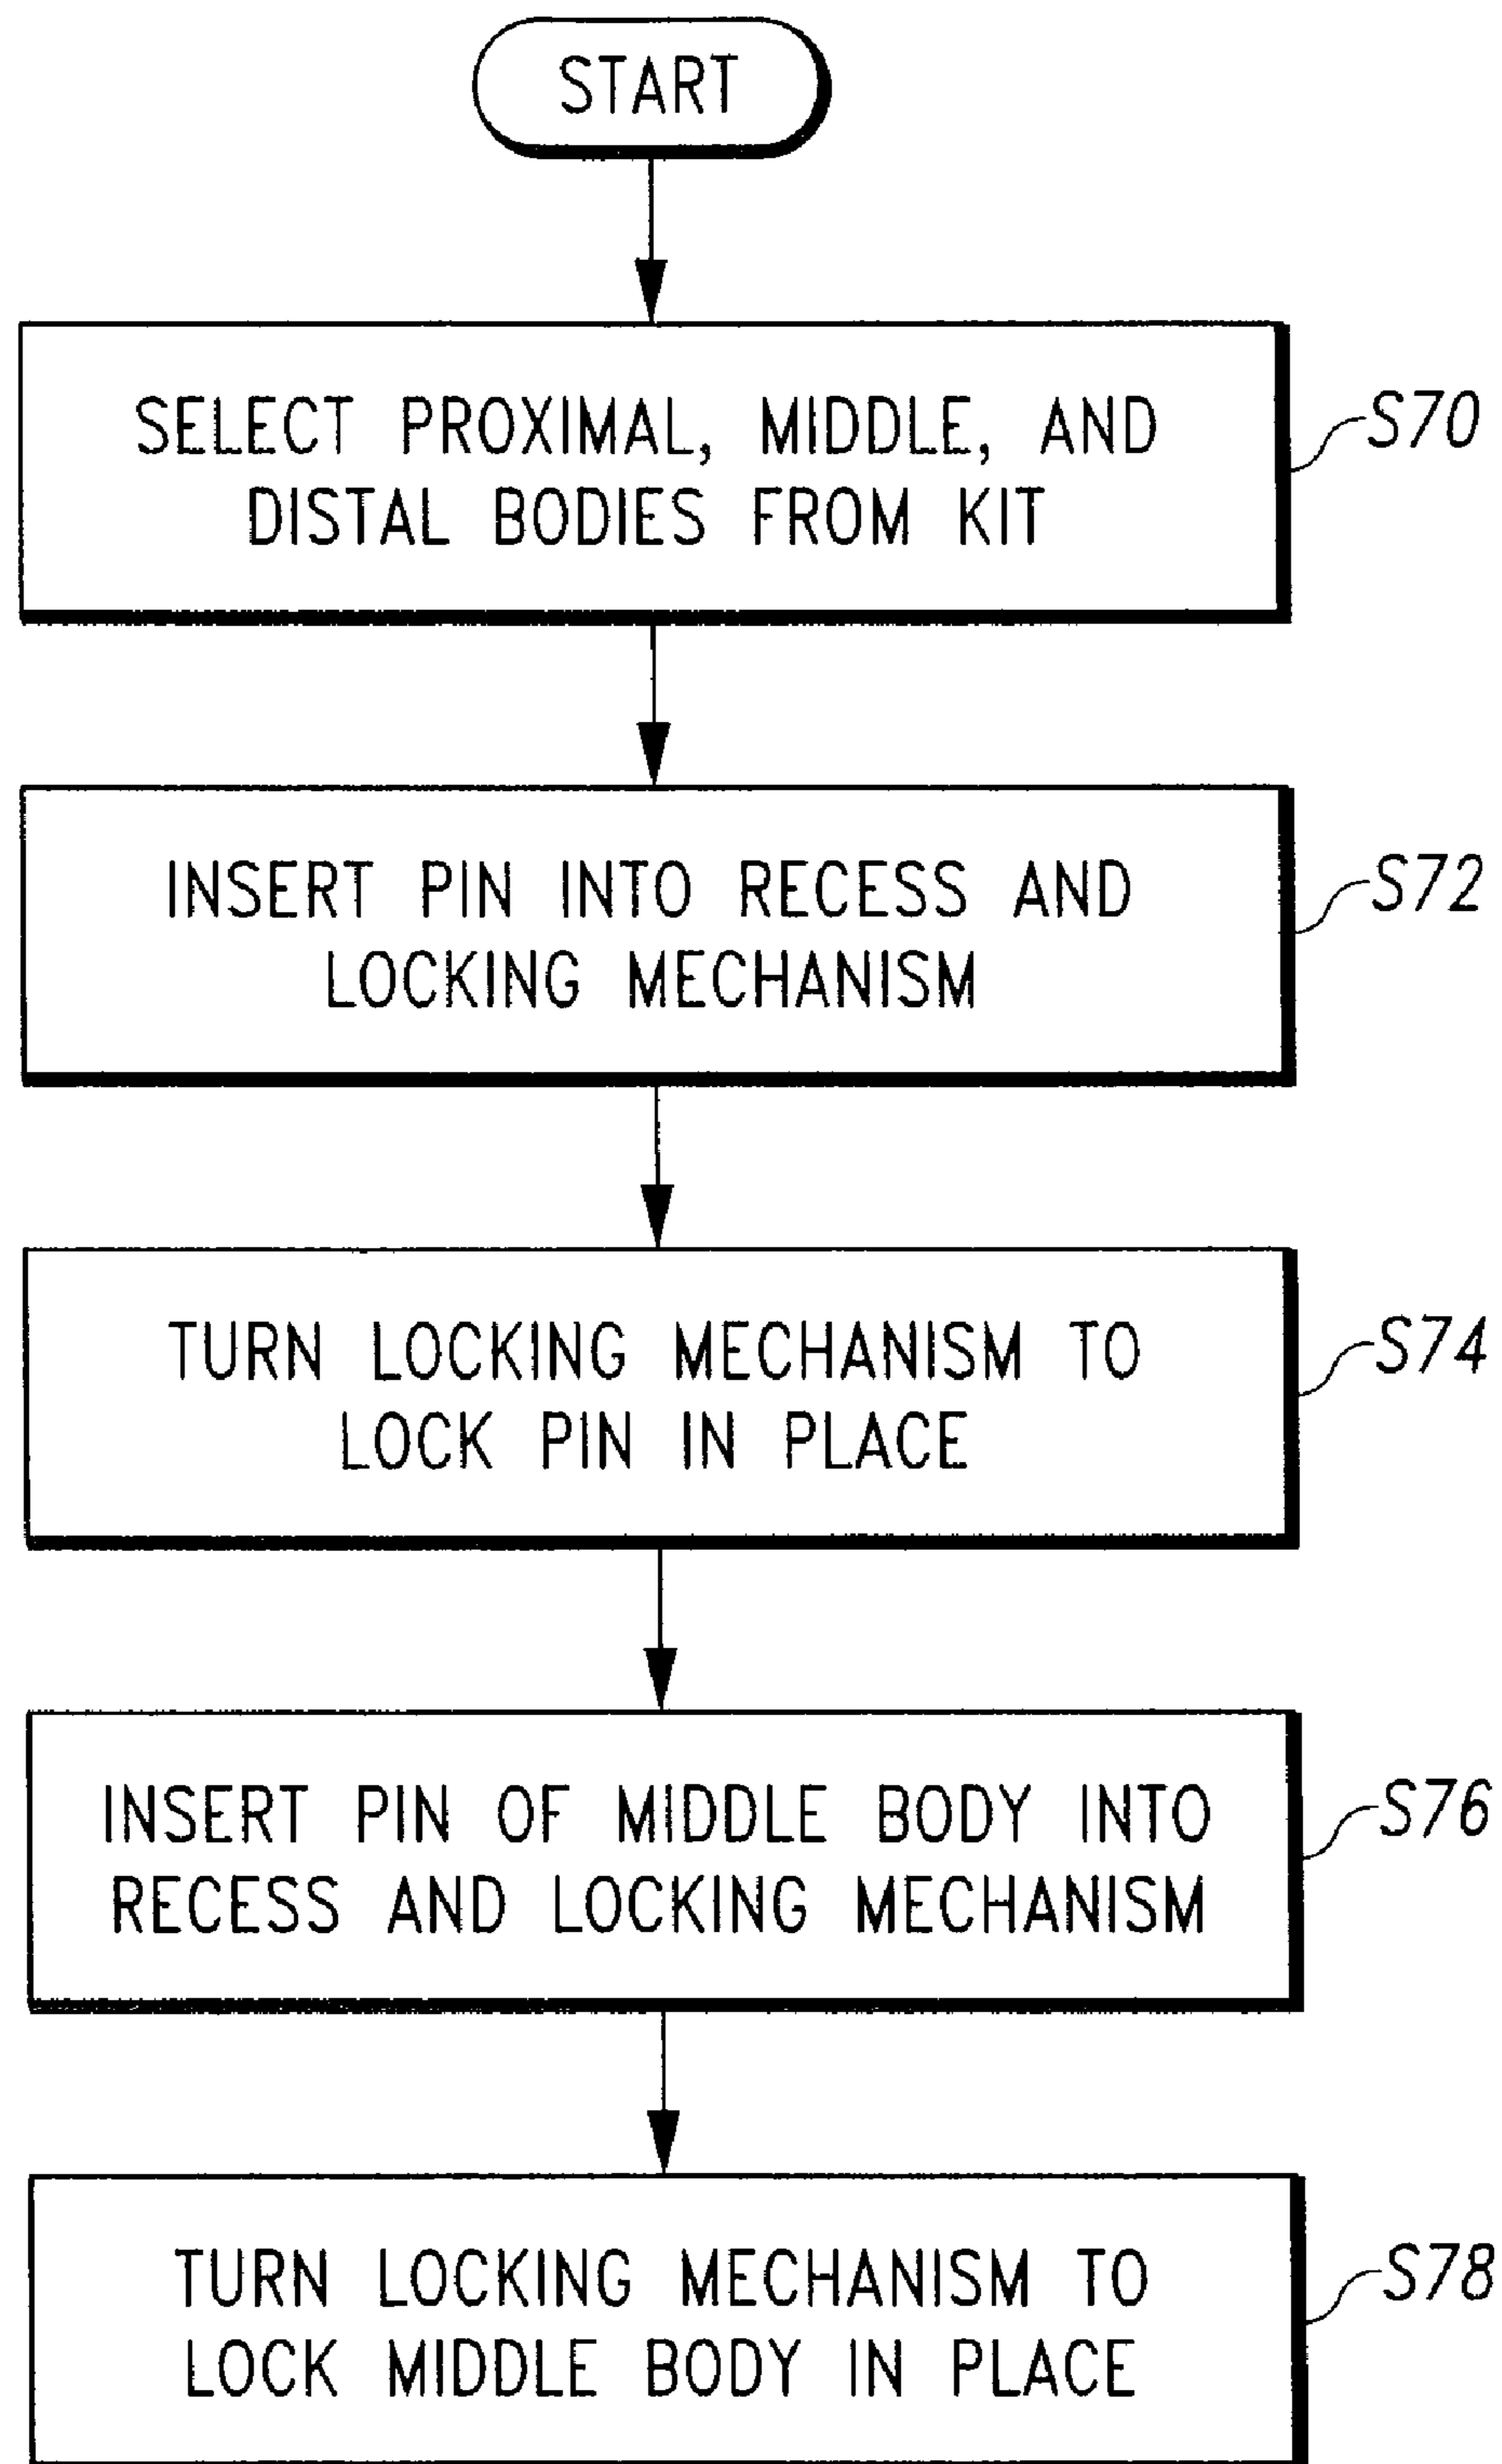 START
SELECT PROXIMAL, MIDDLE, AND
DISTAL BODIES FROM KIT
S70
INSERT PIN INTO RECESS AND
LOCKING MECHANISM
S72
TURN LOCKING MECHANISM TO
LOCK PIN IN PLACE
S74
INSERT PIN OF MIDDLE BODY INTO
RECESS AND LOCKING MECHANISM
S76
TURN LOCKING MECHANISM TO
LOCK MIDDLE BODY IN PLACE
S78